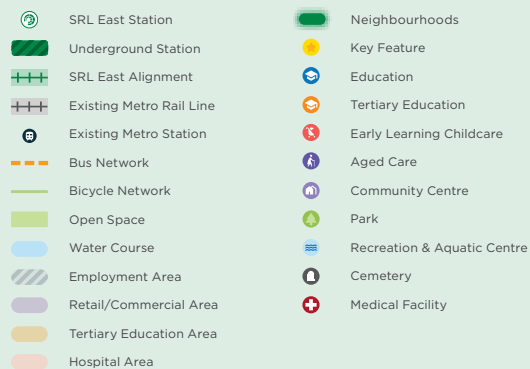 SRL East Station
Underground Station
SRL East Alignment
Existing Metro Rail Line
Existing Metro Station
Bus Network
Bicycle Network
Open Space
Water Course
Employment Area
Retail/Commercial Area
Tertiary Education Area
Hospital Area
Neighbourhoods
Key Feature
Education
Tertiary Education
Early Learning Childcare
Aged Care
Community Centre
Park
Recreation & Aquatic Centre
Cemetery
Medical Facility